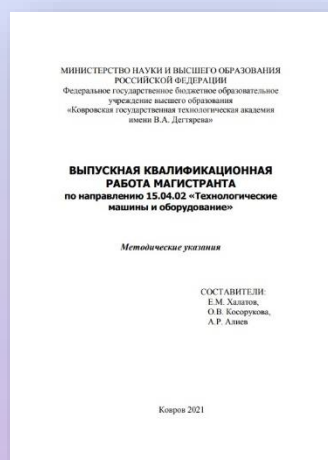 МИНИСТЕРСТВО НАУКИ И ВЫСШЕГО ОБРАЗОВАНИЯ
РОССИЙСКОЙ ФЕДЕРАЦИИ
Федеральное государственное бюджетное образовательное
учреждение высшего образования
«Ковровская государственная технологическая академия
имени В.А. Дегтярева»
ВЫПУСКНАЯ КВАЛИФИКАЦИОННАЯ
РАБОТА МАГИСТРАНТА
по направлению 15.04.02 «Технологические
машины и оборудование»
Методические указания
СОСТАВИТЕЛИ:
Е.М. Халатов,
О.В. Косорукова,
А.Р. Алиев
Ковров 2021